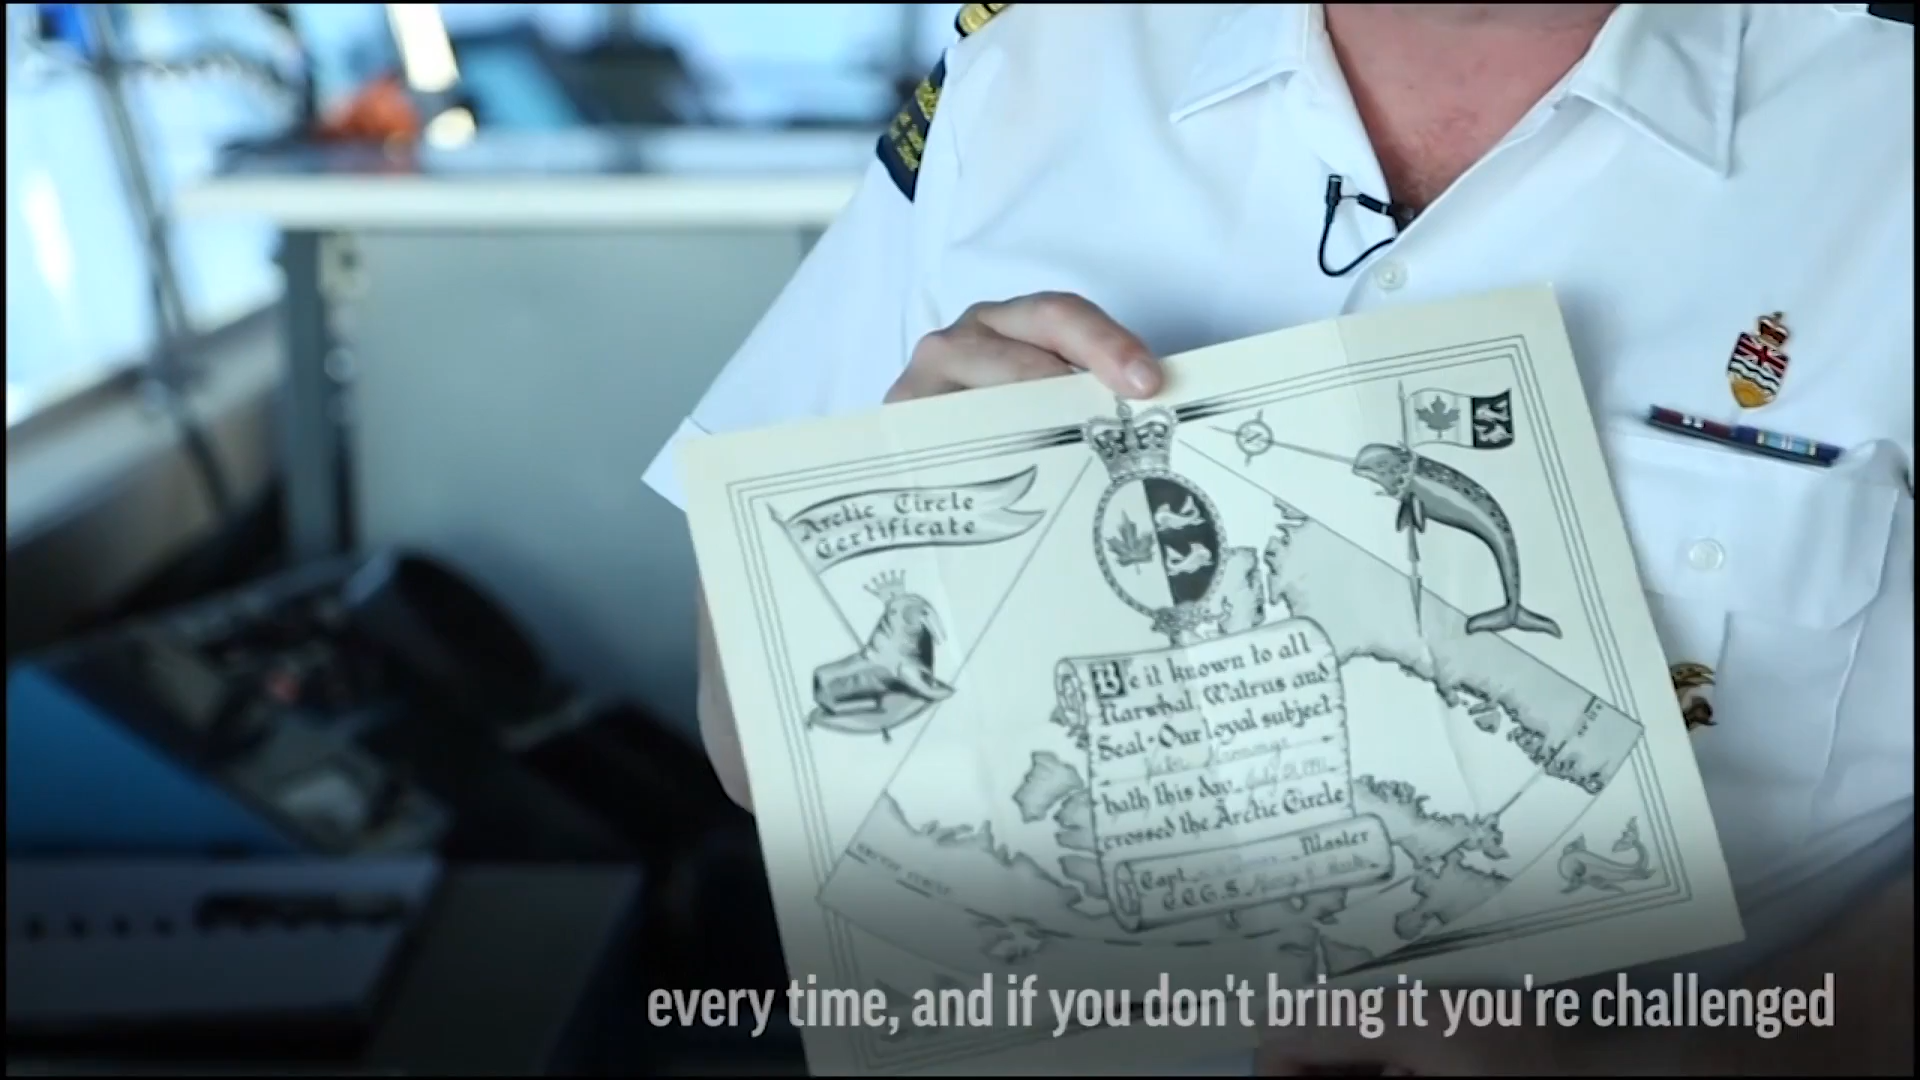 Arctic Circle
Certificate
Be it known to all
Narwhal, Walrus and
Seal · Our loyal subject
hath this day July
crossed the Arctic Circle
Master
Capt.
C.C.G.S.
every time, and if you don't bring it you're challenged